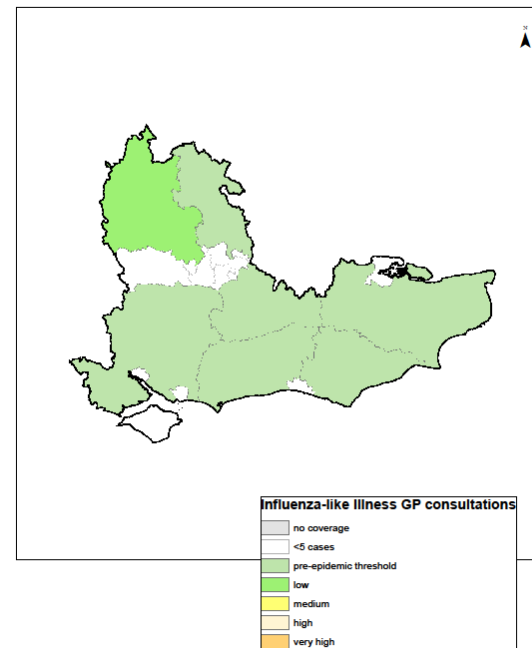 Influenza-like Illness GP consultations
no coverage
<5 cases
pre-epidemic threshold
low
medium
high
very high